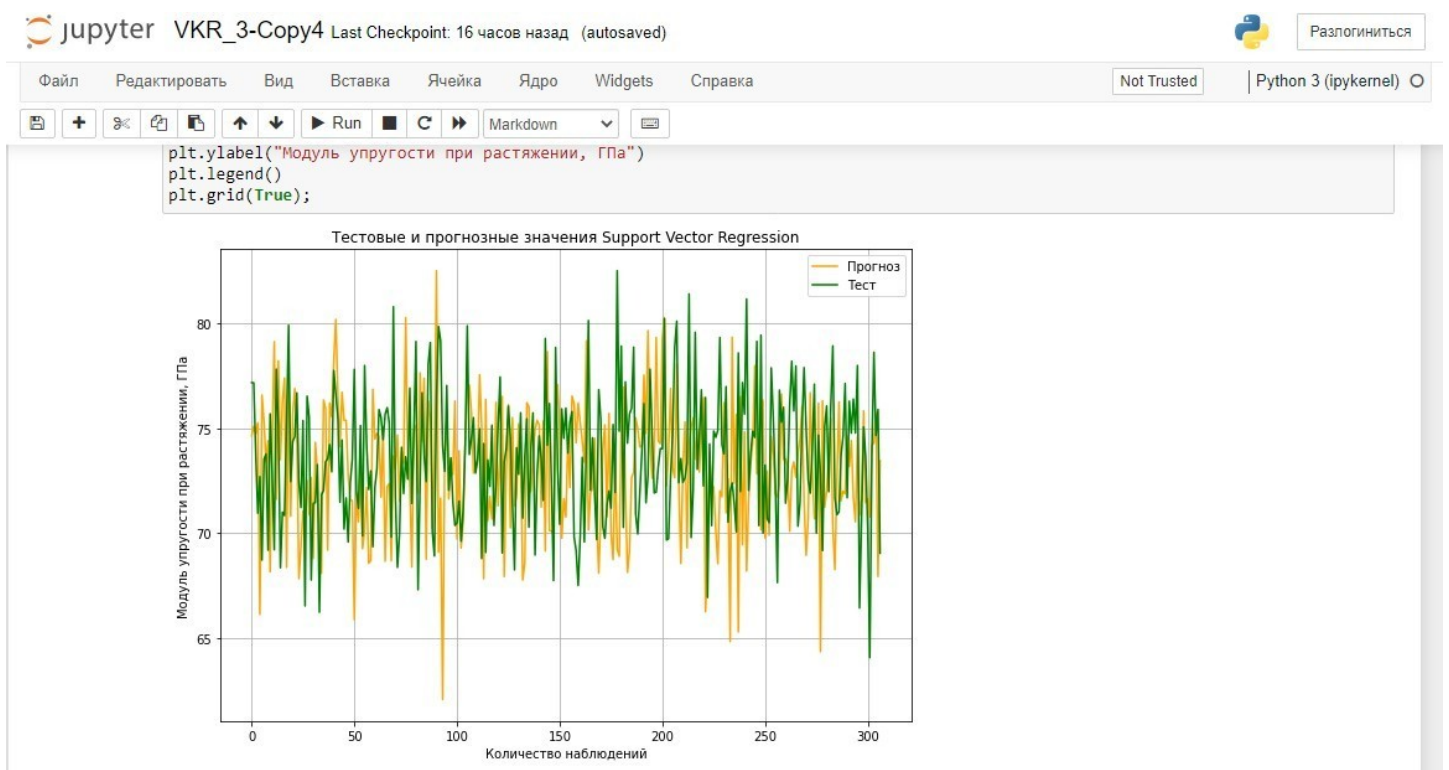 jupyter VKR_3-Copy4 Last Checkpoint: 16 часов назад (autosaved)
Разлогиниться
Файл Редактировать Вид Вставка Ячейка Ядро Widgets Справка
Not Trusted
Python 3 (ipykernel)
Run
Markdown
plt.ylabel("Модуль упругости при растяжении, ГПа")
plt.legend()
plt.grid(True);
Тестовые и прогнозные значения Support Vector Regression
Прогноз
Тест
Модуль упругости при растяжении, ГПа
80
75
70
65
0 50 100 150 200 250 300
Количество наблюдений